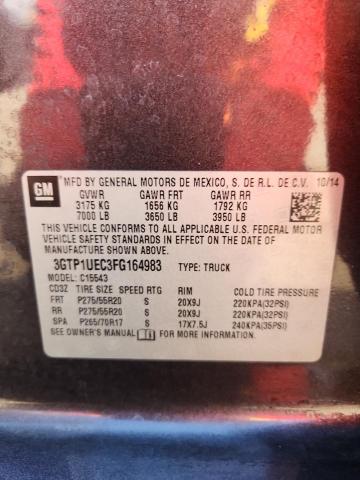 GM MFD BY GENERAL MOTORS DE MEXICO, S. DE R.L. DE C.V. 10/14
GVWR GAWR FRT GAWR RR
3175 KG 1656 KG 1792 KG
7000 LB 3650 LB 3950 LB
THIS VEHICLE CONFORMS TO ALL APPLICABLE U.S. FEDERAL MOTOR
VEHICLE SAFETY STANDARDS IN EFFECT ON THE DATE OF
MANUFACTURE SHOWN ABOVE.
3GTP1UEC3FG164983 TYPE: TRUCK
MODEL: C15543
CD3Z TIRE SIZE SPEED RTG RIM COLD TIRE PRESSURE
FRT P275/55R20 S 20X9J 220KPA(32PSI)
RR P275/55R20 S 20X9J 220KPA(32PSI)
SPA P265/70R17 S 17X7.5J 240KPA(35PSI)
SEE OWNER'S MANUAL FOR MORE INFORMATION.